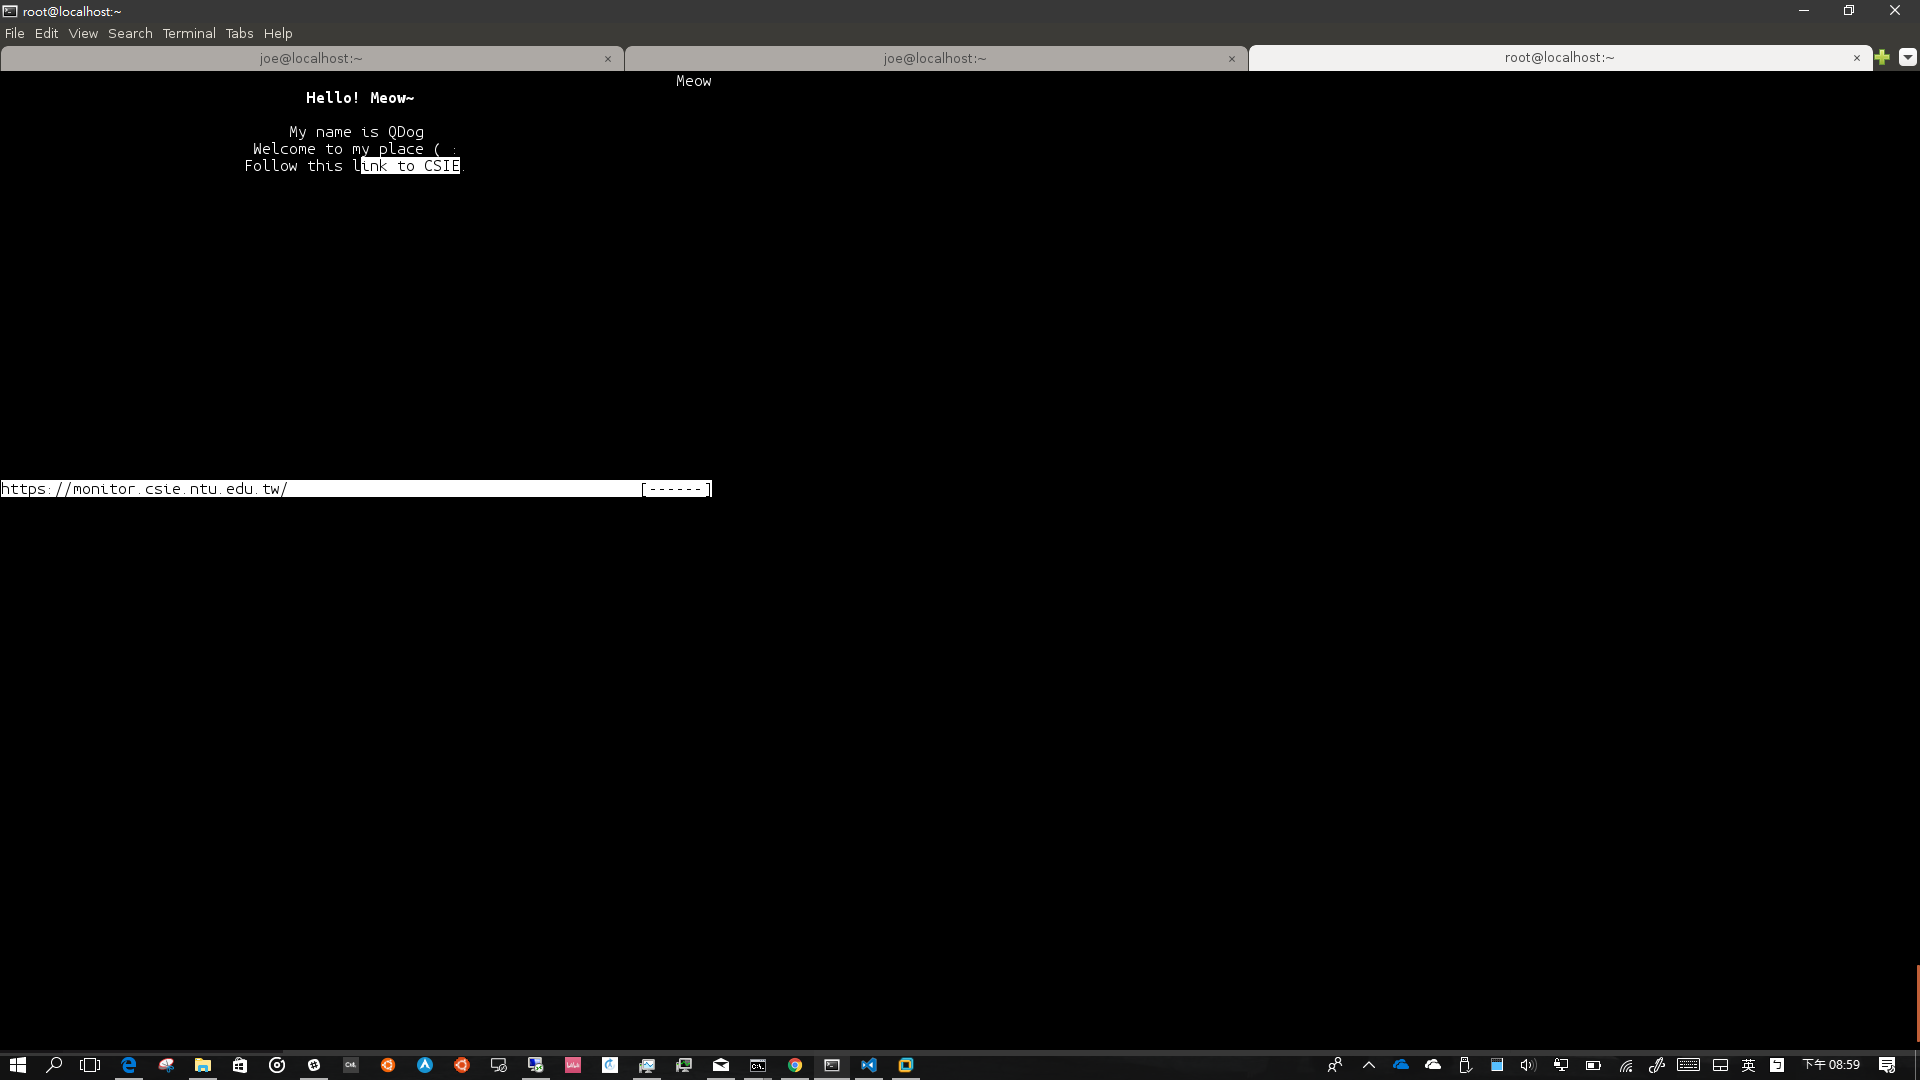 root@localhost:~
File Edit View Search Terminal Tabs Help
joe@localhost:~ × joe@localhost:~ × root@localhost:~ ×
Meow
Hello! Meow~
My name is QDog
Welcome to my place ( :
Follow this link to CSIE.
https://monitor.csie.ntu.edu.tw/ [------]
英 下午 08:59